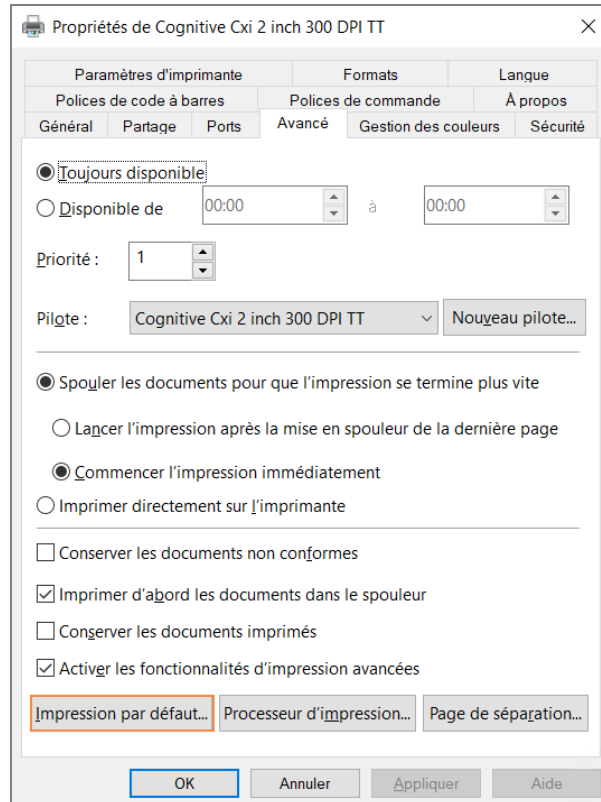 Propriétés de Cognitive Cxi 2 inch 300 DPI TT
Paramètres d'imprimante Formats Langue
Polices de code à barres Polices de commande À propos
Général Partage Ports Avancé Gestion des couleurs Sécurité
Toujours disponible
Disponible de 00:00 à 00:00
Priorité : 1
Pilote : Cognitive Cxi 2 inch 300 DPI TT Nouveau pilote...
Spouler les documents pour que l'impression se termine plus vite
Lancer l'impression après la mise en spouleur de la dernière page
Commencer l'impression immédiatement
Imprimer directement sur l'imprimante
Conserver les documents non conformes
Imprimer d'abord les documents dans le spouleur
Conserver les documents imprimés
Activer les fonctionnalités d'impression avancées
Impression par défaut... Processeur d'impression... Page de séparation...
OK Annuler Appliquer Aide